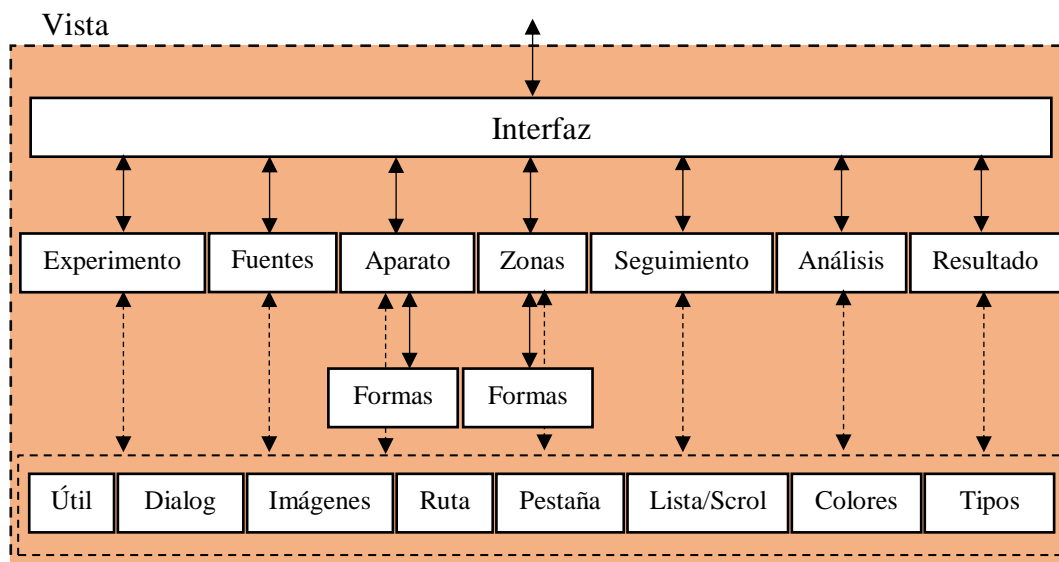 Vista
Interfaz
Experimento Fuentes Aparato Zonas Seguimiento Análisis Resultado
Formas Formas
Útil Dialog Imágenes Ruta Pestaña Lista/Scrol Colores Tipos